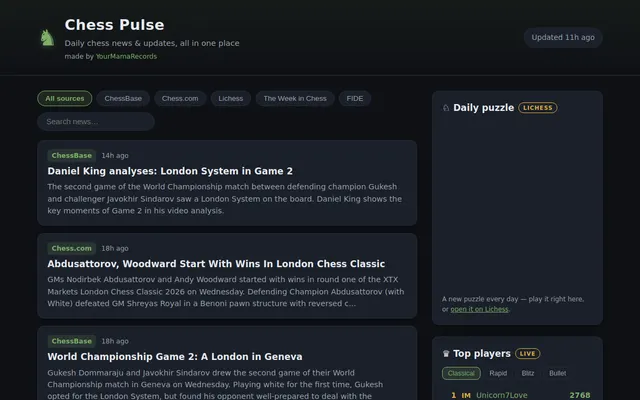 Chess Pulse
Daily chess news & updates, all in one place
made by YourMamaRecords
Updated 11h ago
All sources
ChessBase
Chess.com
Lichess
The Week in Chess
FIDE
Search news...
ChessBase 14h ago
Daniel King analyses: London System in Game 2
The second game of the World Championship match between defending champion Gukesh
and challenger Javokhir Sindarov saw a London System on the board. Daniel King shows the
key moments of Game 2 in his video analysis.
Chess.com 18h ago
Abdusattorov, Woodward Start With Wins In London Chess Classic
GMs Nodirbek Abdusattorov and Andy Woodward started with wins in round one of the XTX
Markets London Chess Classic 2026 on Wednesday. Defending Champion Abdusattorov (with
White) defeated GM Shreyas Royal in a Benoni pawn structure with reversed c...
ChessBase 18h ago
World Championship Game 2: A London in Geneva
Gukesh Dommaraju and Javokhir Sindarov drew the second game of their World
Championship match in Geneva on Wednesday. Playing white for the first time, Gukesh
opted for the London System, but found his opponent well-prepared to deal with the
Daily puzzle LICHESS
A new puzzle every day — play it right here,
or open it on Lichess.
Top players LIVE
Classical
Rapid
Blitz
Bullet
1 IM Unicorn7Love 2768